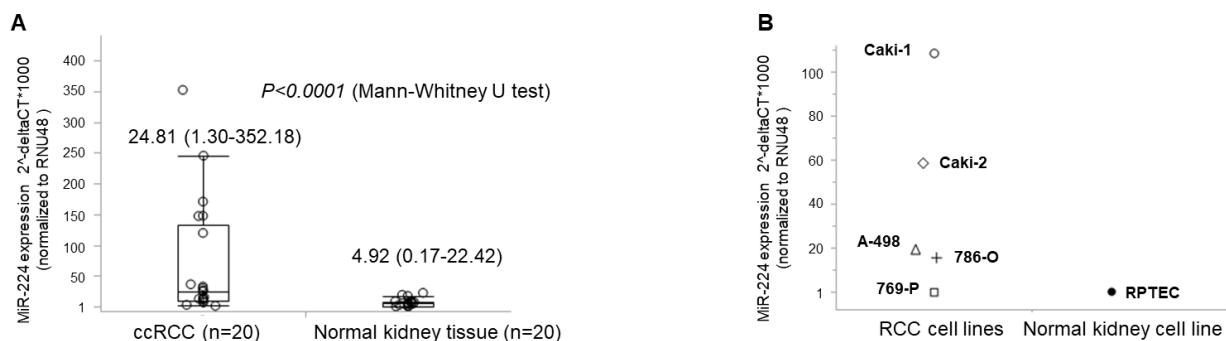 A
MiR-224 expression 2^-deltaCT*1000
(normalized to RNU48)
400
350
300
250
200
150
100
50
1
P<0.0001 (Mann-Whitney U test)
24.81 (1.30-352.18)
4.92 (0.17-22.42)
ccRCC (n=20)
Normal kidney tissue (n=20)
B
MiR-224 expression 2^-deltaCT*1000
(normalized to RNU48)
100
80
60
40
20
1
Caki-1
Caki-2
A-498
786-O
769-P
RPTEC
RCC cell lines
Normal kidney cell line